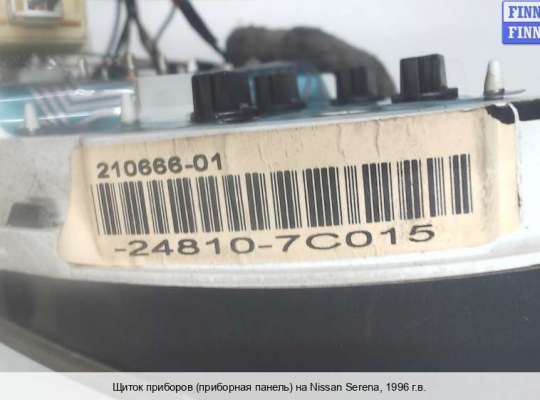 FINN
FINN
210666-01
-24810-7C015
Щиток приборов (приборная панель) на Nissan Serena, 1996 г.в.